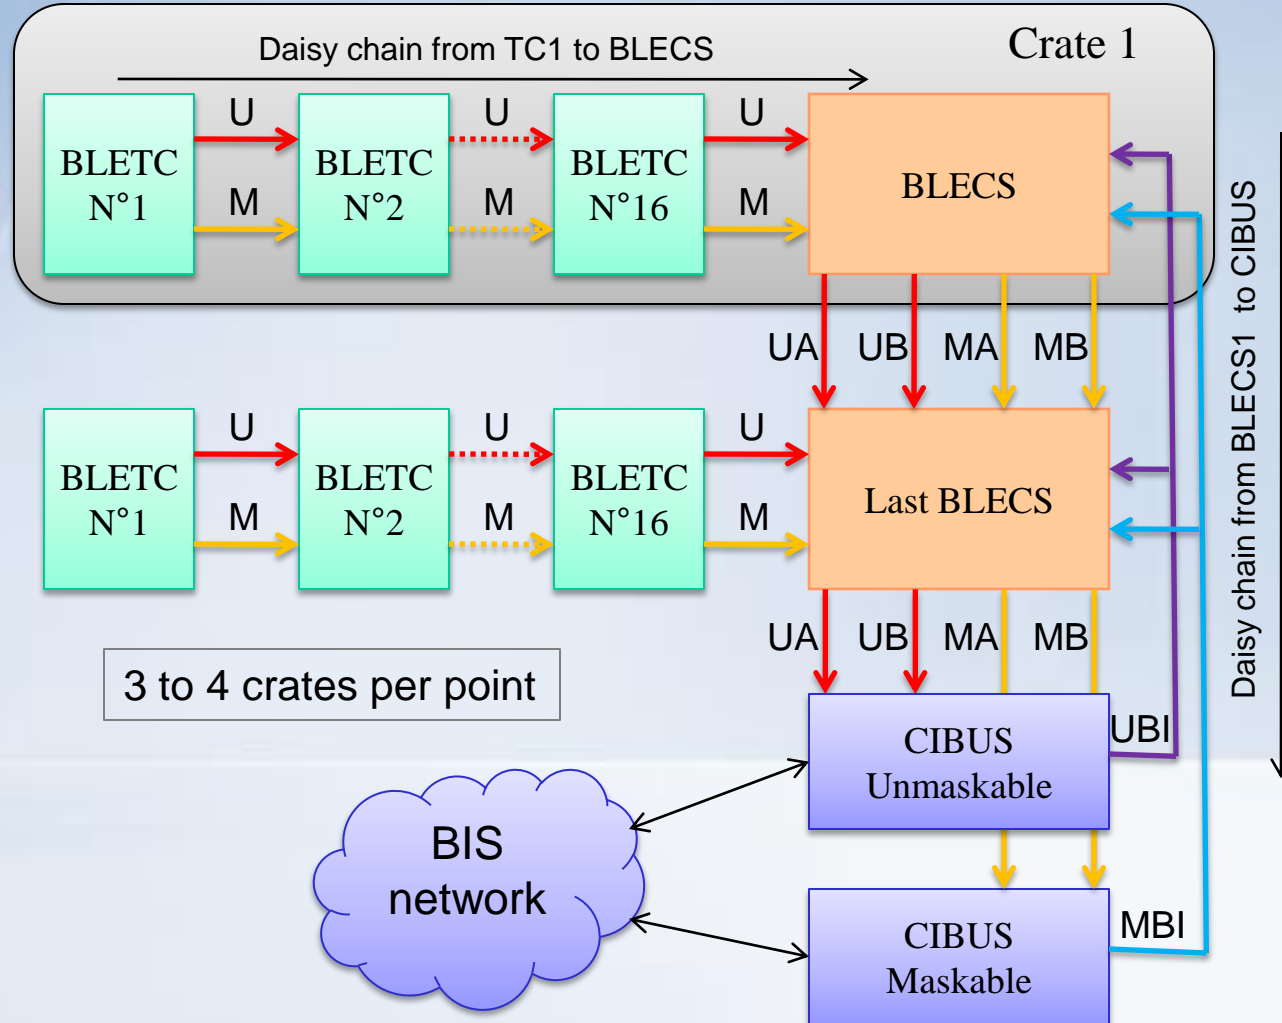 Daisy chain from TC1 to BLECS
Crate 1
U
U
U
BLETC
N°1
BLETC
N°2
BLETC
N°16
BLECS
M
M
M
UA
UB
MA
MB
Daisy chain from BLECS1 to CIBUS
U
U
U
BLETC
N°1
BLETC
N°2
BLETC
N°16
Last BLECS
M
M
M
UA
UB
MA
MB
3 to 4 crates per point
CIBUS
Unmaskable
UBI
BIS
network
CIBUS
Maskable
MBI